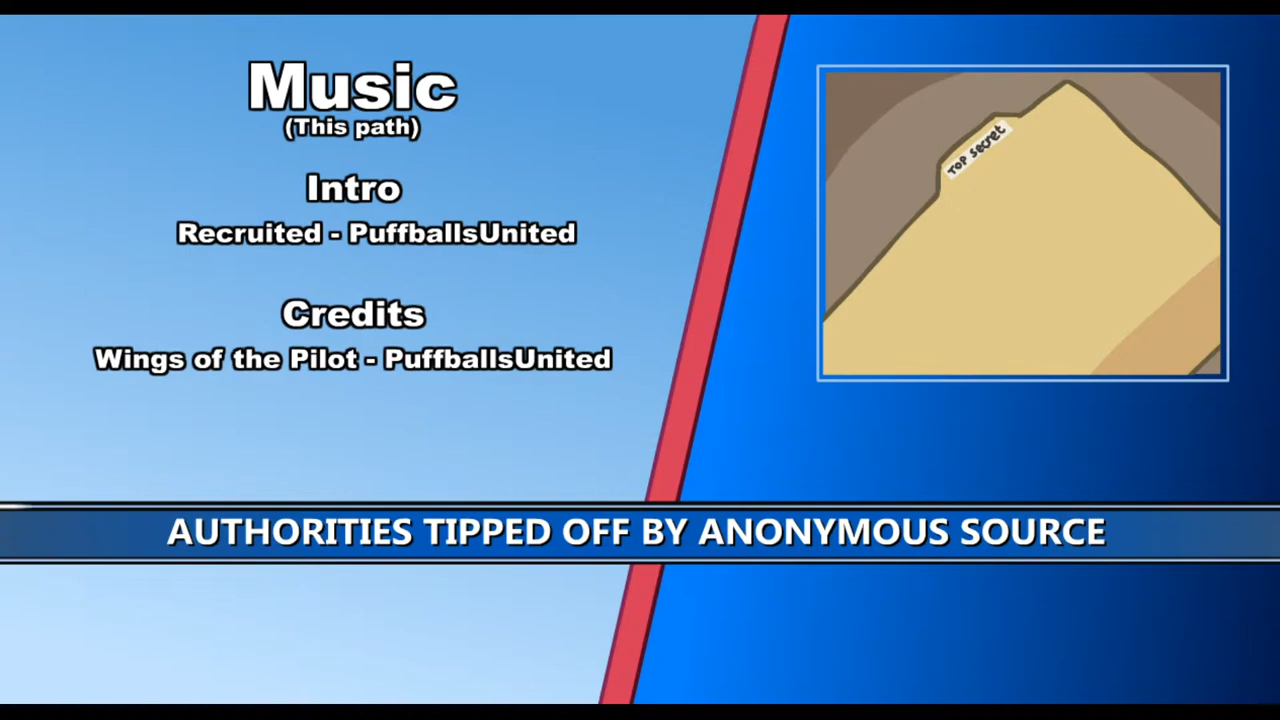 Music
(This path)
Intro
Recruited - PuffballsUnited
Credits
Wings of the Pilot - PuffballsUnited
Top Secret
AUTHORITIES TIPPED OFF BY ANONYMOUS SOURCE